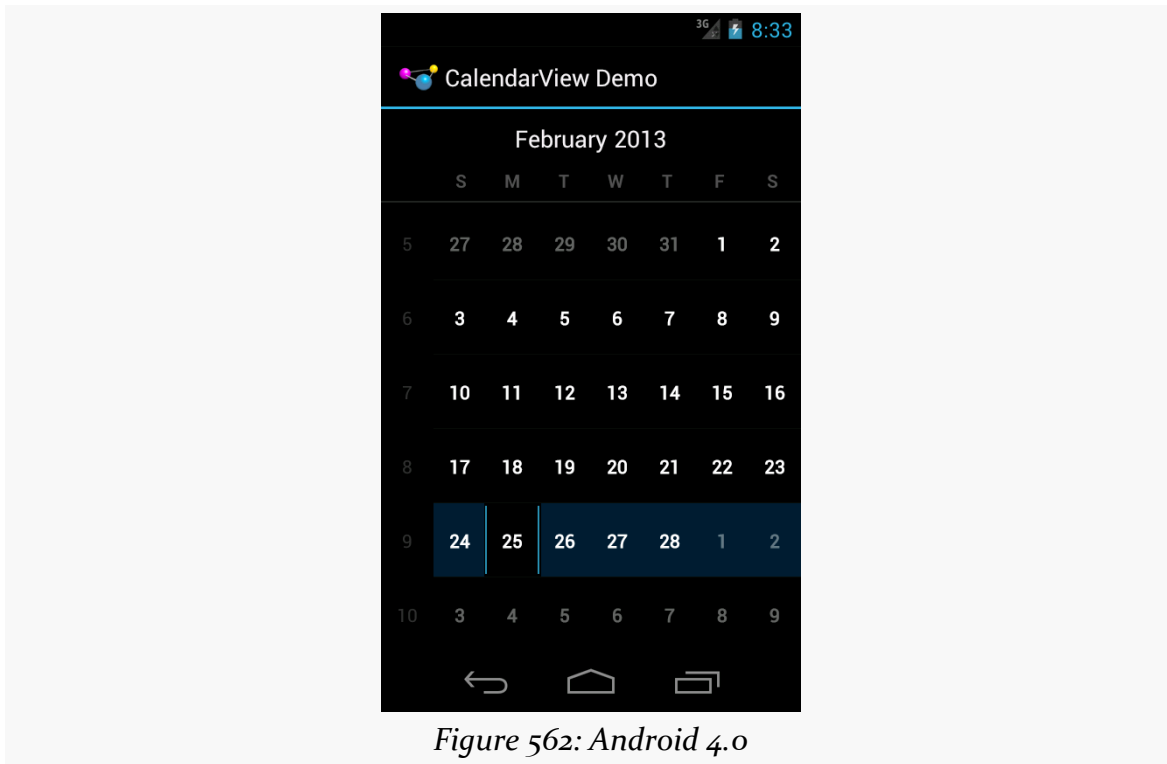 3G 8:33
CalendarView Demo
February 2013
S M T W T F S
5 27 28 29 30 31 1 2
6 3 4 5 6 7 8 9
7 10 11 12 13 14 15 16
8 17 18 19 20 21 22 23
9 24 25 26 27 28 1 2
10 3 4 5 6 7 8 9
Figure 562: Android 4.0